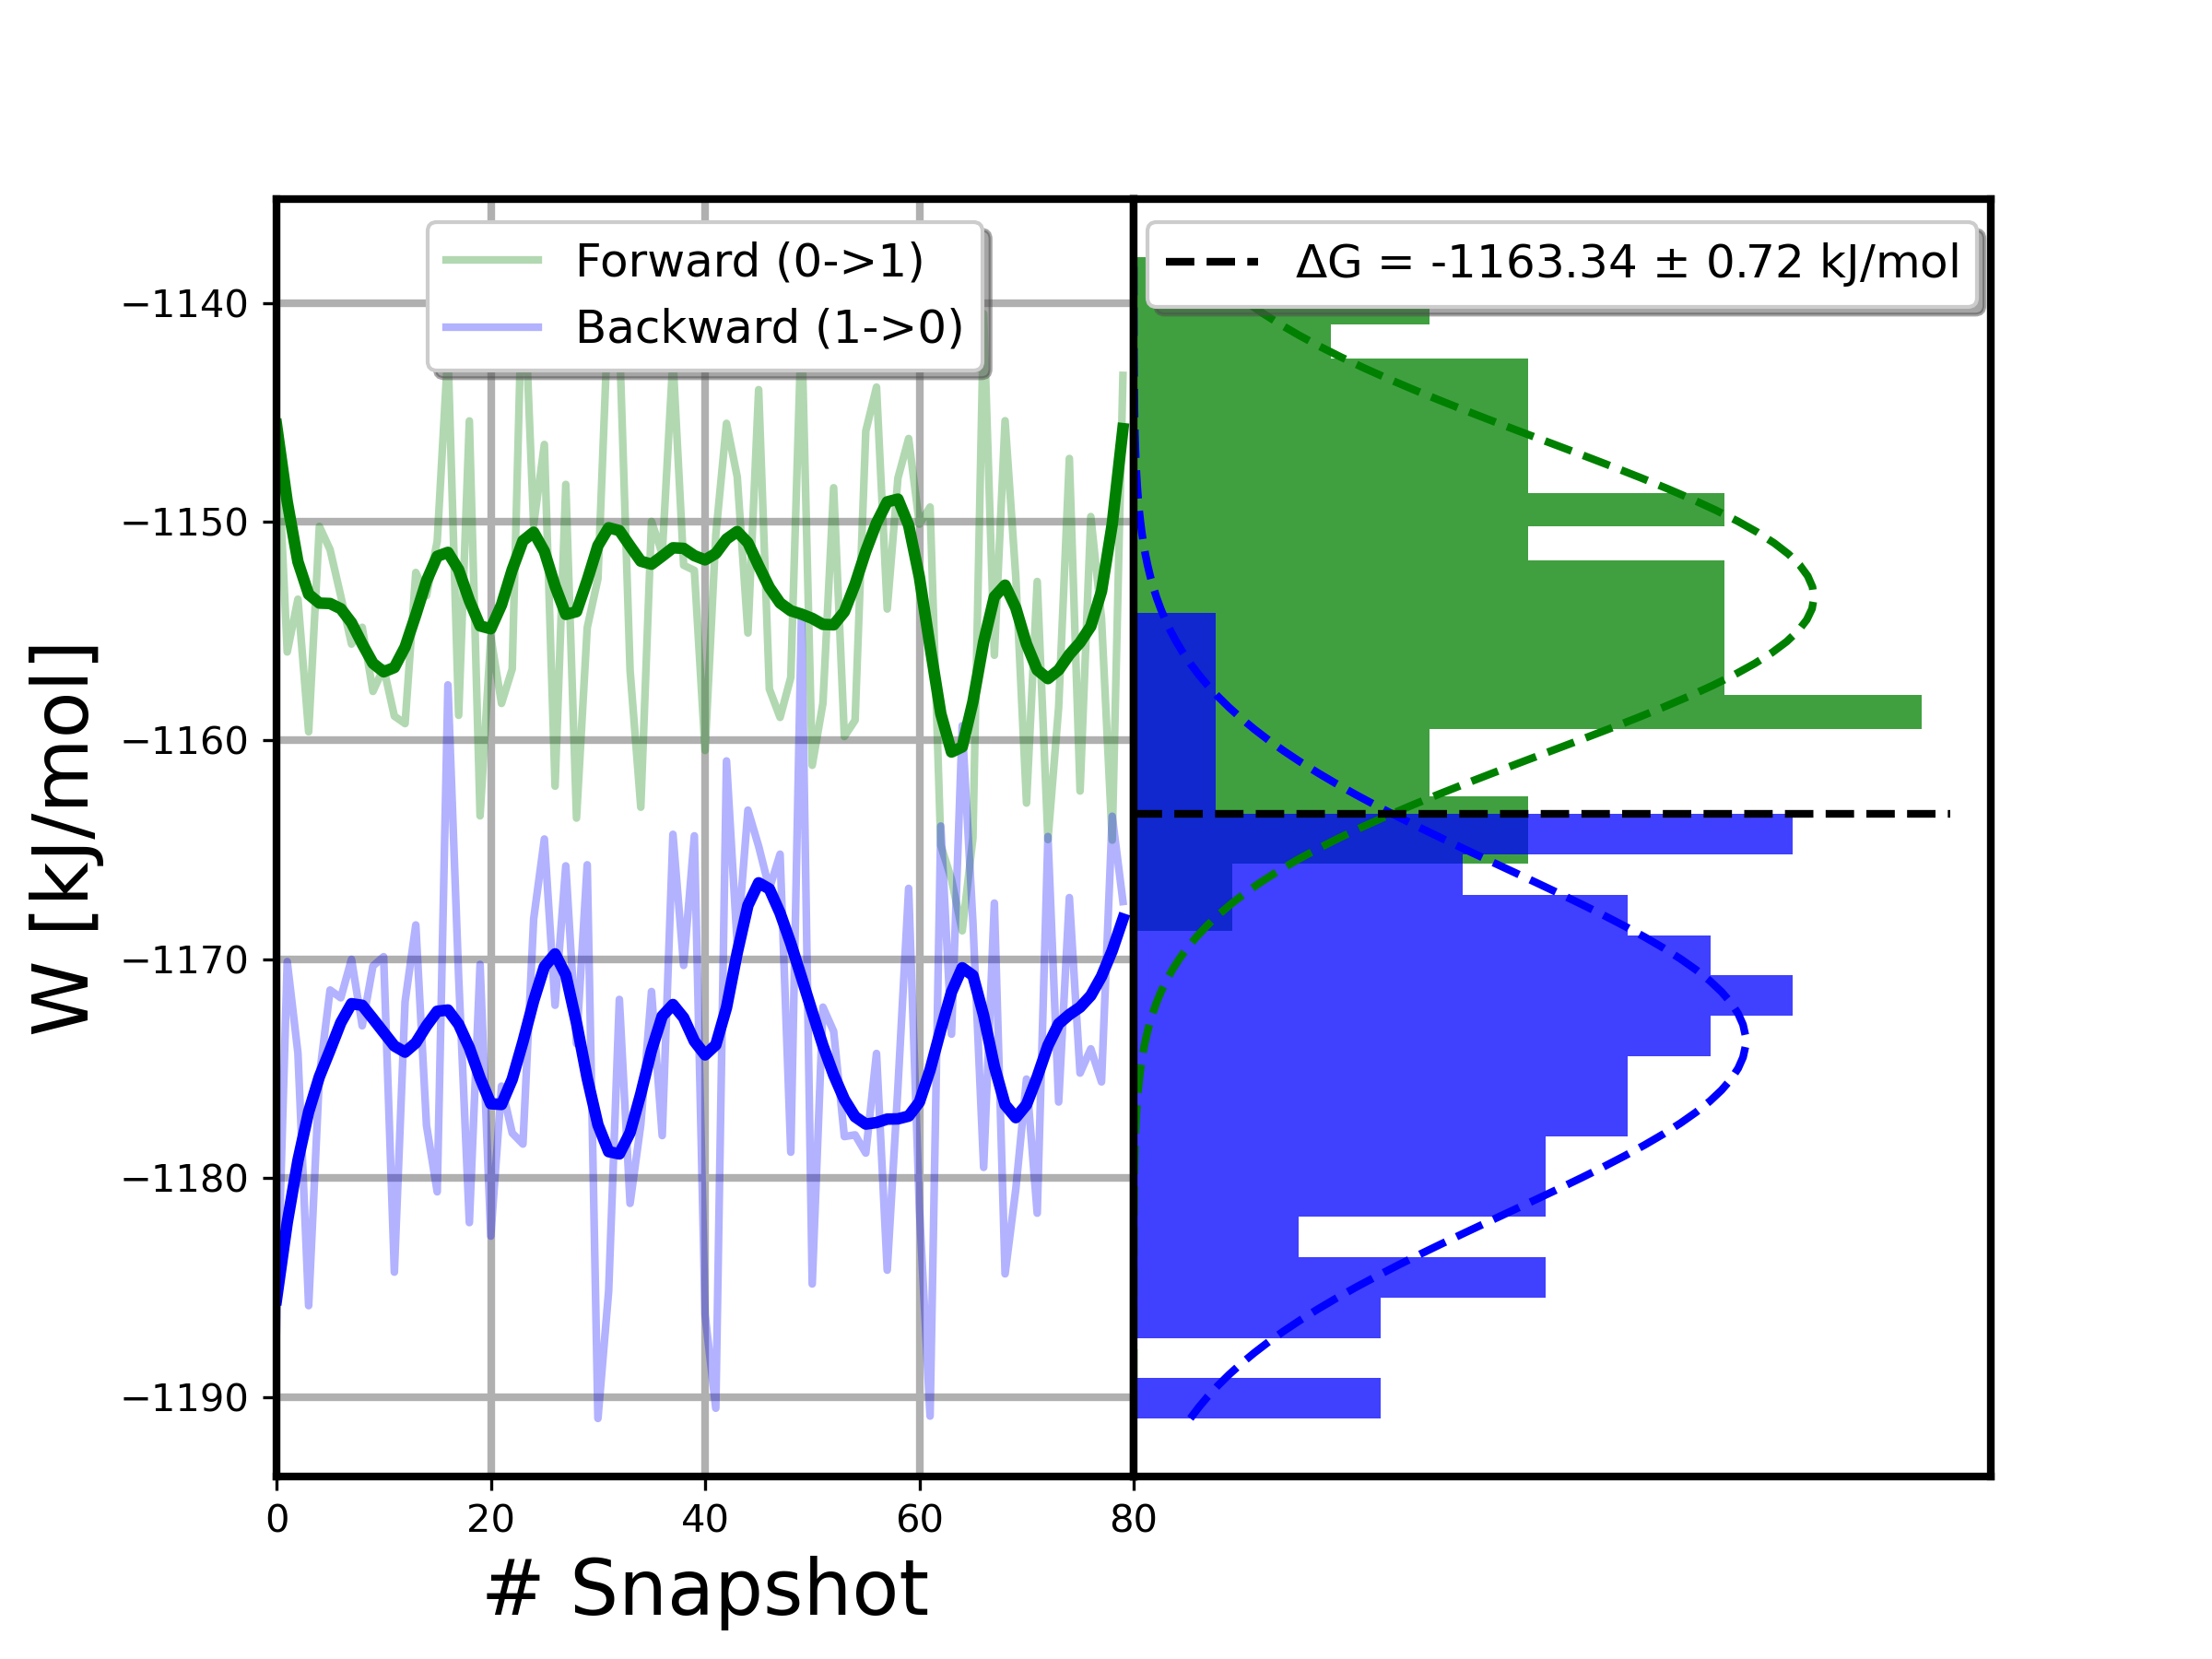 Forward (0->1)
Backward (1->0)
ΔG = -1163.34 ± 0.72 kJ/mol
−1140
−1150
−1160
−1170
−1180
−1190
W [kJ/mol]
0 20 40 60 80
# Snapshot